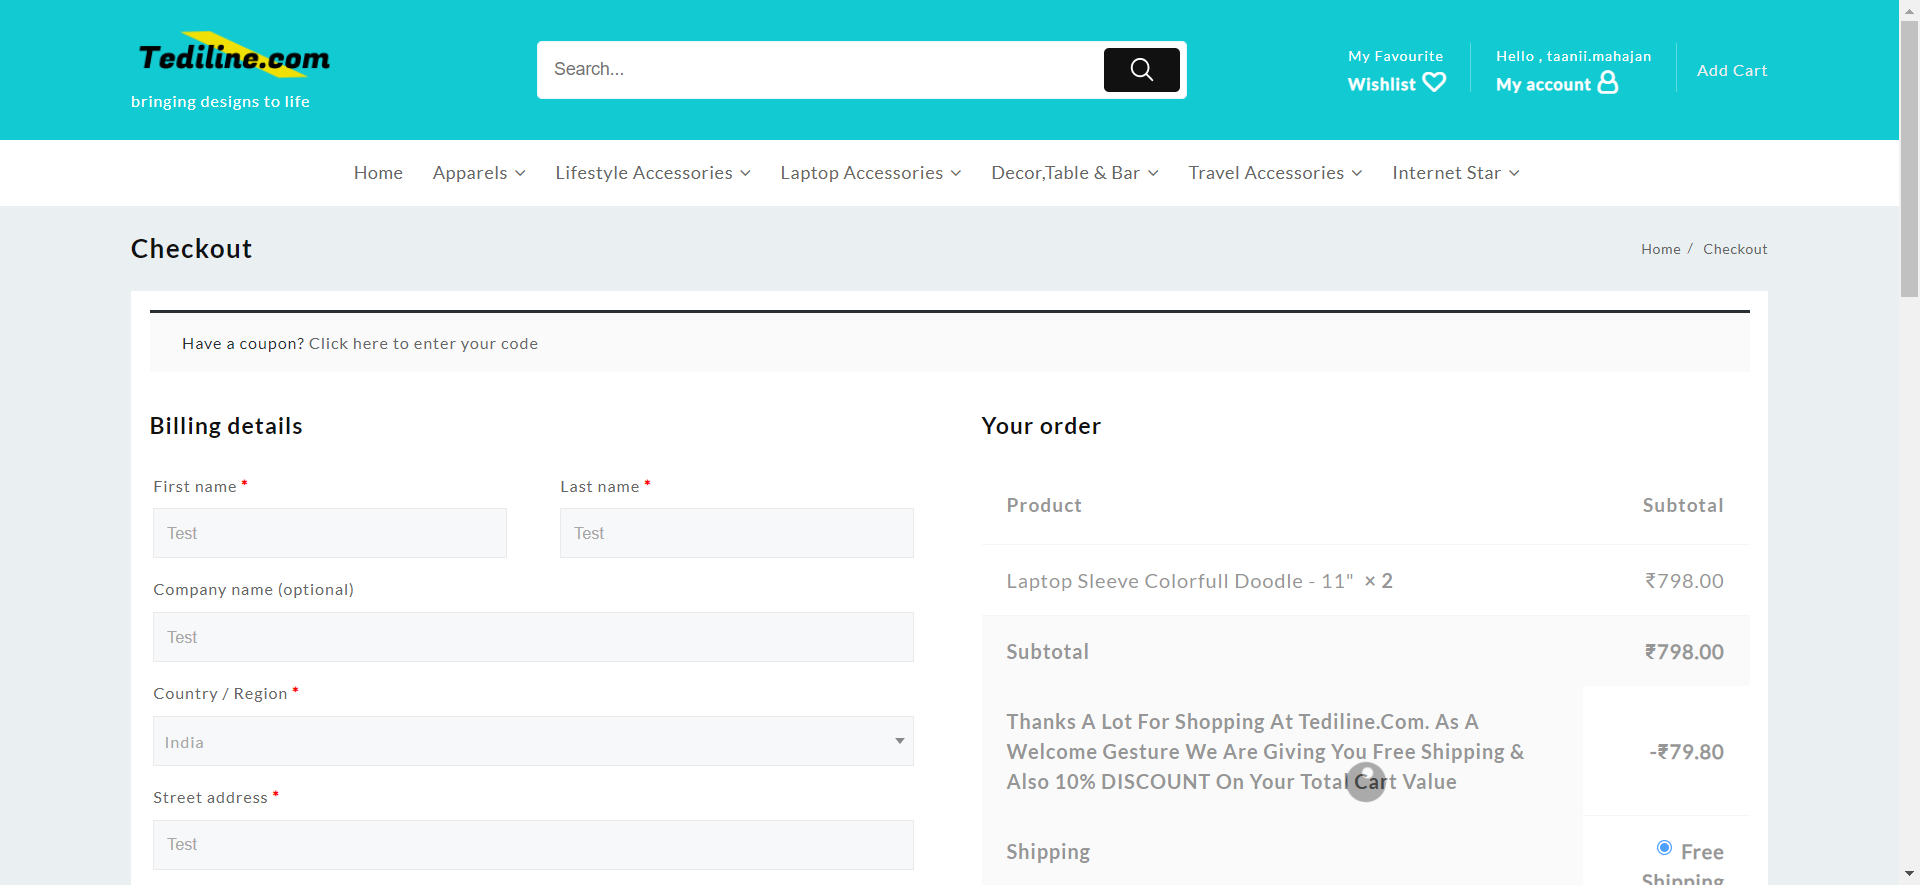 Tediline.com
bringing designs to life
Search...
My Favourite
Wishlist
Hello , taanii.mahajan
My account
Add Cart
Home Apparels Lifestyle Accessories Laptop Accessories Decor,Table & Bar Travel Accessories Internet Star
Checkout
Home / Checkout
Have a coupon? Click here to enter your code
Billing details
First name *
Last name *
Test
Test
Company name (optional)
Test
Country / Region *
India
Street address *
Test
Your order
Product Subtotal
Laptop Sleeve Colorfull Doodle - 11" × 2 ₹798.00
Subtotal ₹798.00
Thanks A Lot For Shopping At Tediline.Com. As A
Welcome Gesture We Are Giving You Free Shipping &
Also 10% DISCOUNT On Your Total Cart Value
-₹79.80
Shipping
Free
Shipping